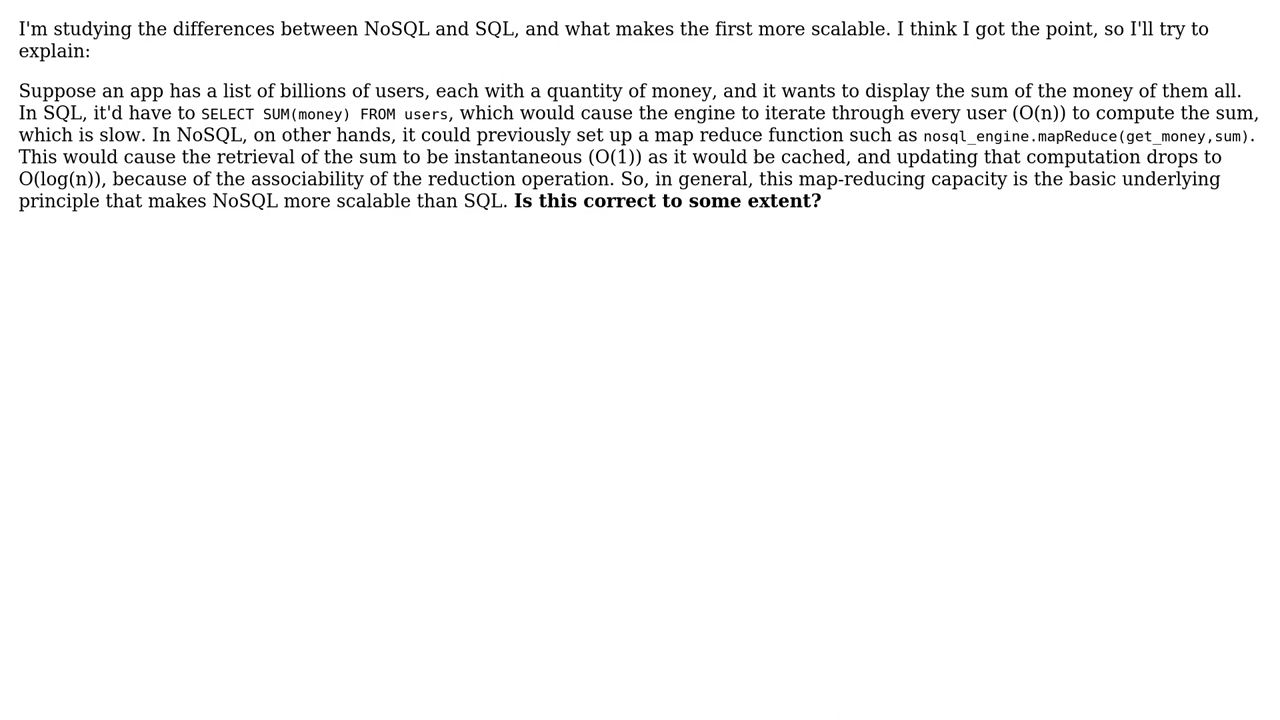 I'm studying the differences between NoSQL and SQL, and what makes the first more scalable. I think I got the point, so I'll try to
explain:
Suppose an app has a list of billions of users, each with a quantity of money, and it wants to display the sum of the money of them all.
In SQL, it'd have to SELECT SUM(money) FROM users, which would cause the engine to iterate through every user (O(n)) to compute the sum,
which is slow. In NoSQL, on other hands, it could previously set up a map reduce function such as nosql_engine.mapReduce(get_money,sum).
This would cause the retrieval of the sum to be instantaneous (O(1)) as it would be cached, and updating that computation drops to
O(log(n)), because of the associability of the reduction operation. So, in general, this map-reducing capacity is the basic underlying
principle that makes NoSQL more scalable than SQL. Is this correct to some extent?